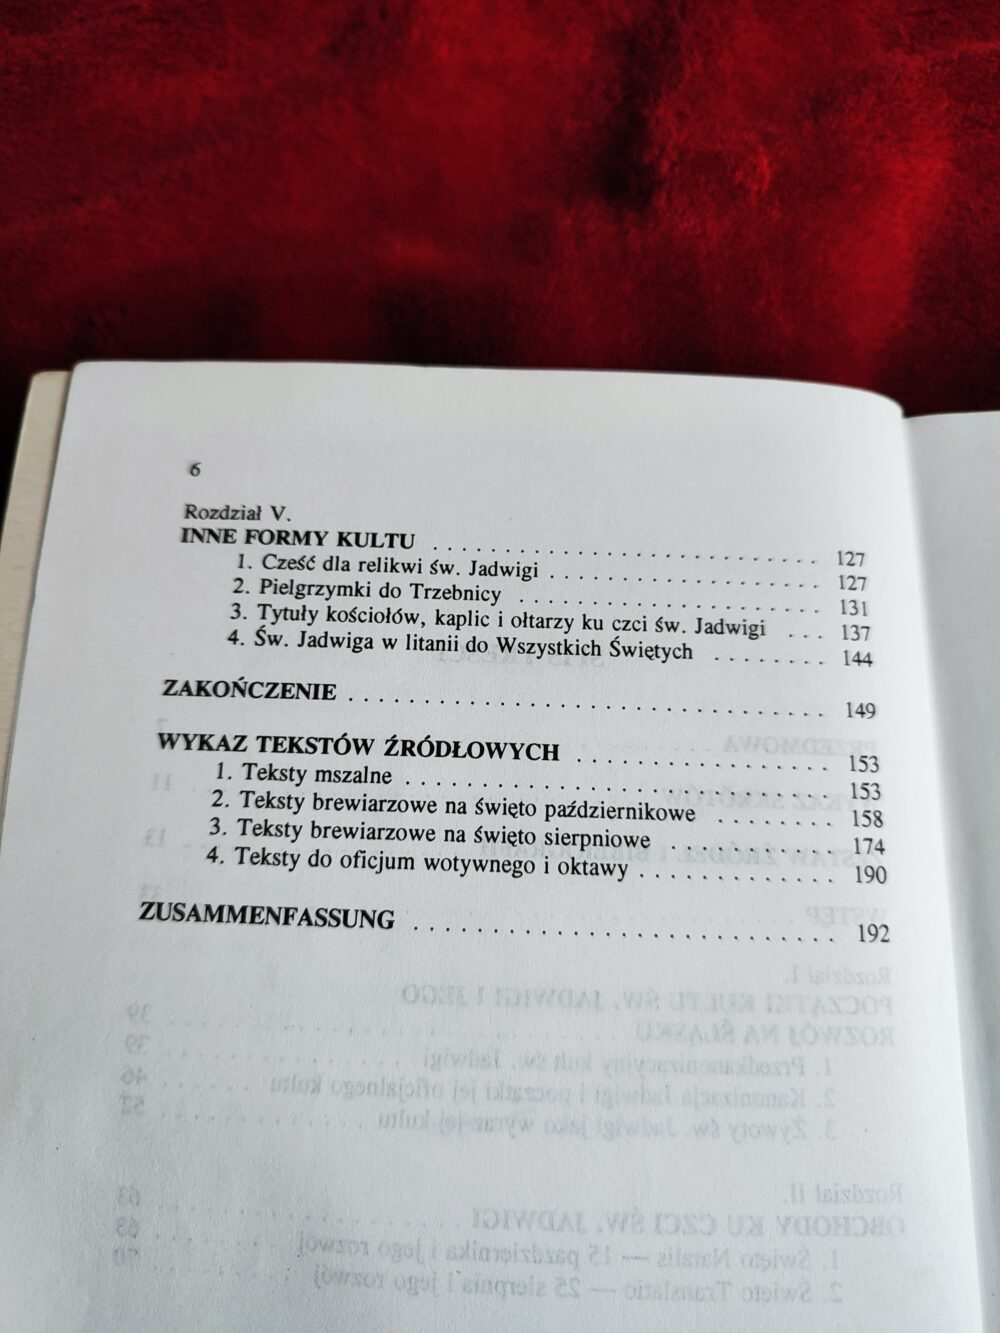 6
Rozdział V.
INNE FORMY KULTU . . . . . . . . . . . . . . . . . . . . . . . . . . . . 127
1. Cześć dla relikwi św. Jadwigi . . . . . . . . . . . . . . . . . . . . 127
2. Pielgrzymki do Trzebnicy . . . . . . . . . . . . . . . . . . . . . . 131
3. Tytuły kościołów, kaplic i ołtarzy ku czci św. Jadwigi . . . 137
4. Św. Jadwiga w litanii do Wszystkich Świętych . . . . . . . . 144
ZAKOŃCZENIE . . . . . . . . . . . . . . . . . . . . . . . . . . . . . . . . . . 149
WYKAZ TEKSTÓW ŹRÓDŁOWYCH . . . . . . . . . . . . . . . . . . 153
1. Teksty mszalne . . . . . . . . . . . . . . . . . . . . . . . . . . . . . . 153
2. Teksty brewiarzowe na święto październikowe . . . . . . . . 158
3. Teksty brewiarzowe na święto sierpniowe . . . . . . . . . . . 174
4. Teksty do oficjum wotywnego i oktawy . . . . . . . . . . . . . 190
ZUSAMMENFASSUNG . . . . . . . . . . . . . . . . . . . . . . . . . . . . . 192